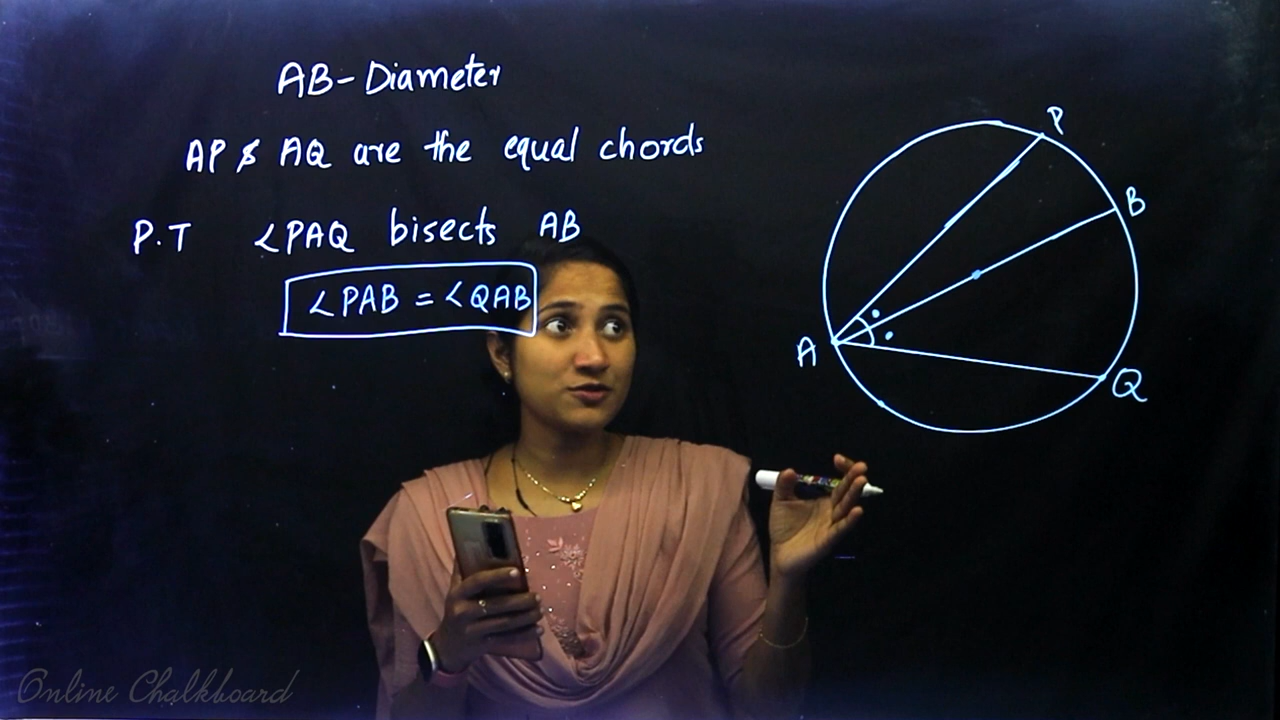 AB - Diameter
AP & AQ are the equal chords
P.T ∠PAQ bisects AB
∠PAB = ∠QAB
P
B
A
Q
Online Chalkboard